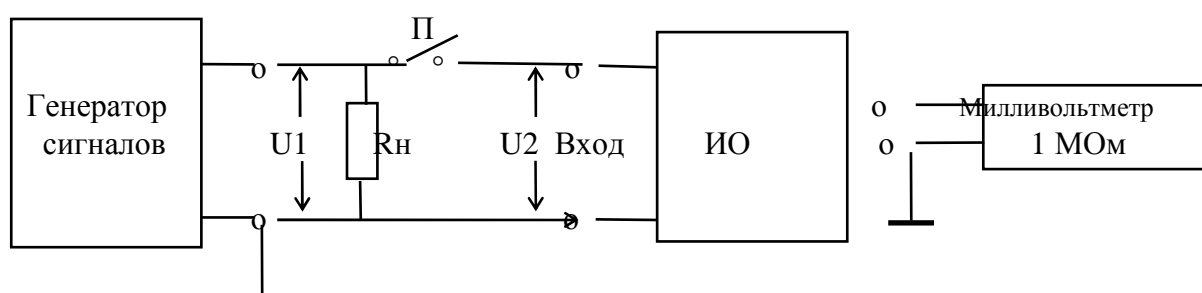 П
Генератор
сигналов
о
о
U1
Rн
U2
о
о
Вход
ИО
о
о
Милливольтметр
1 МОм